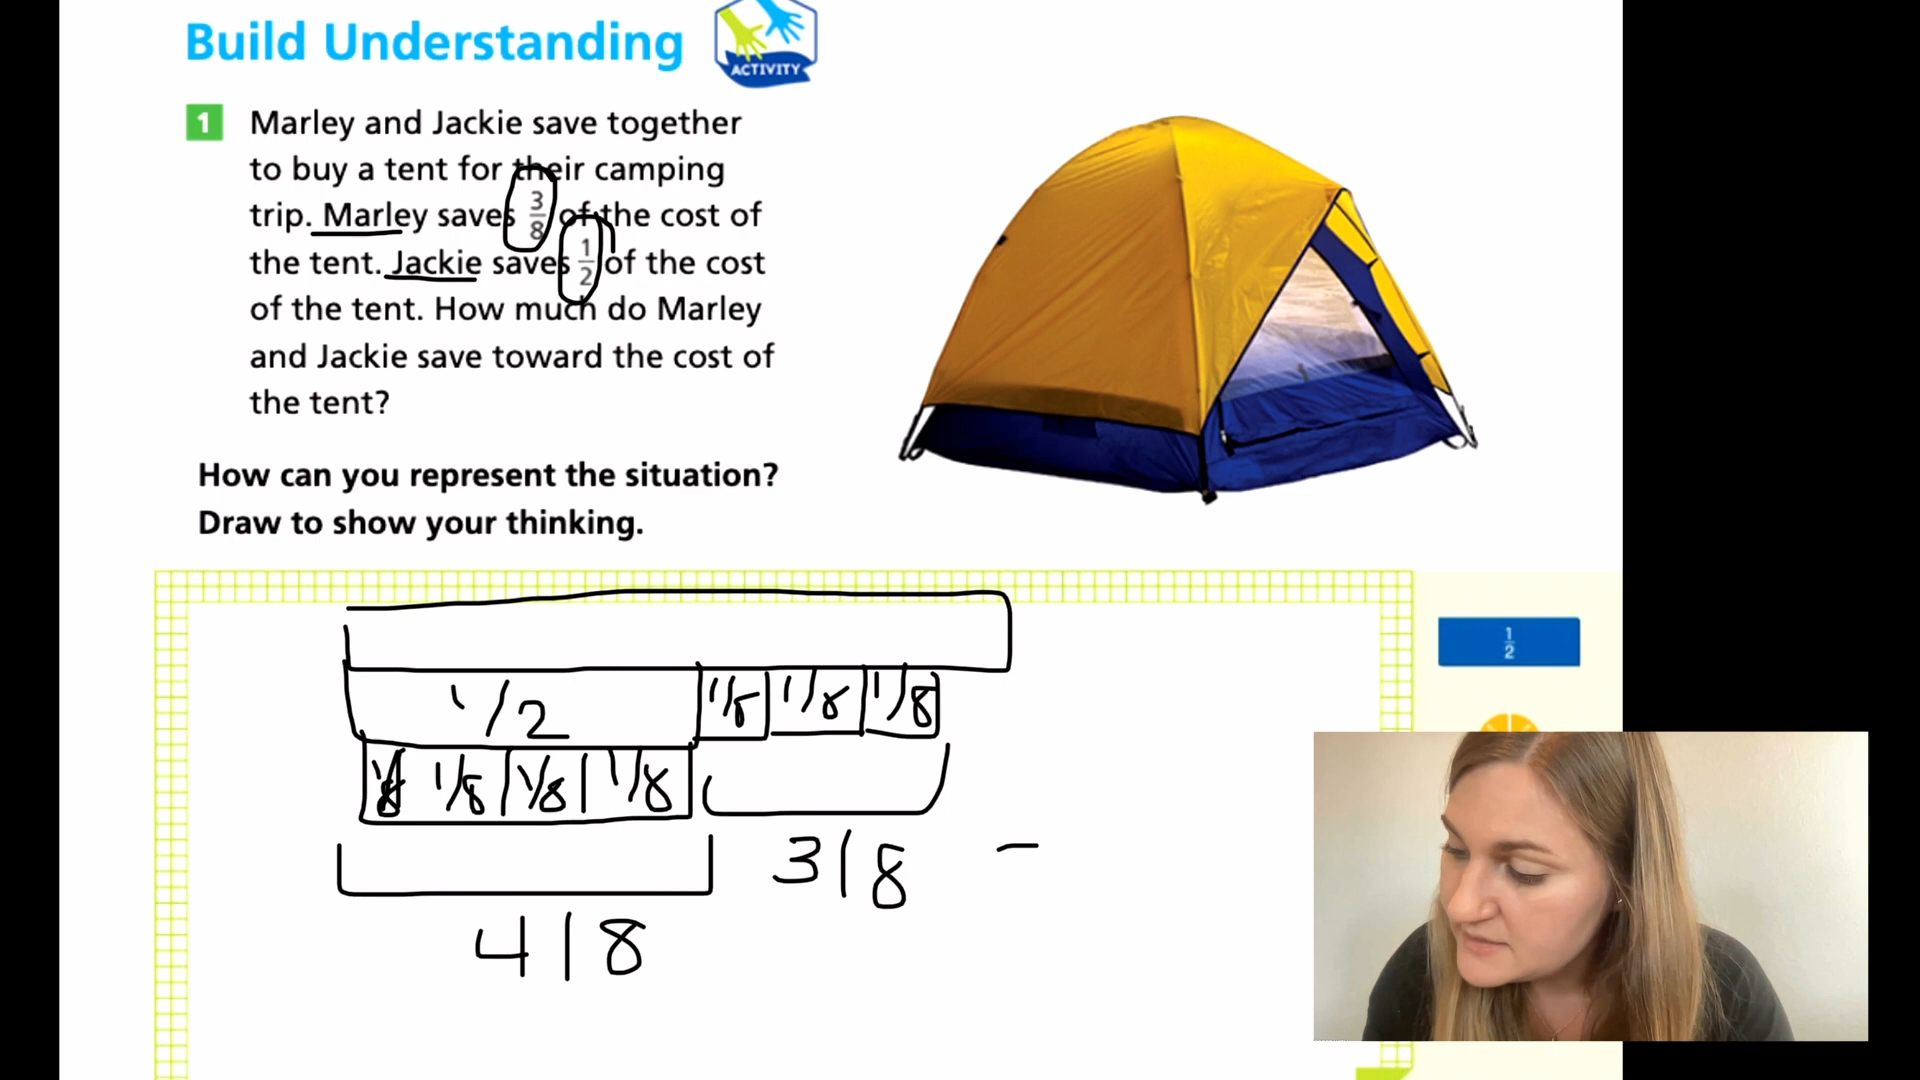 Build Understanding
ACTIVITY
1 Marley and Jackie save together
to buy a tent for their camping
trip. Marley saves 3/8 of the cost of
the tent. Jackie saves 1/2 of the cost
of the tent. How much do Marley
and Jackie save toward the cost of
the tent?
How can you represent the situation?
Draw to show your thinking.
1/2
1/2 1/8 1/8 1/8
1/8 1/8 1/8 1/8
3/8
4/8